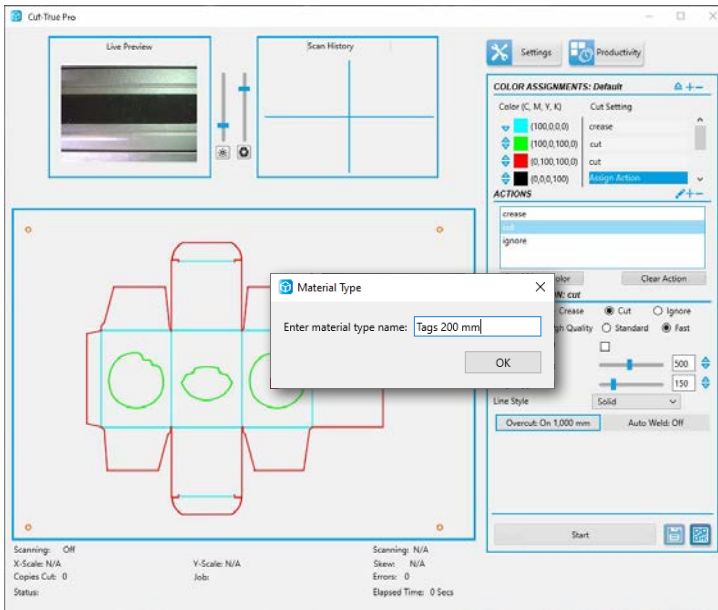 Cut-True Pro
Live Preview
Scan History
Settings
Productivity
COLOR ASSIGNMENTS: Default
Color (C, M, Y, K) Cut Setting
(100,0,0,0) crease
(100,0,100,0) cut
(0,100,100,0) cut
(0,0,0,100) Assign Action
ACTIONS
crease
cut
ignore
Clear Action
Material Type
Enter material type name: Tags 200 mm
OK
: cut
Crease Cut Ignore
Quality Standard Fast
500
150
Line Style Solid
Overcut: On 1,000 mm Auto Weld: Off
Start
Scanning: Off Scanning: N/A
X-Scale: N/A Y-Scale: N/A Skew: N/A
Copies Cut: 0 Job: Errors: 0
Status: Elapsed Time: 0 Secs